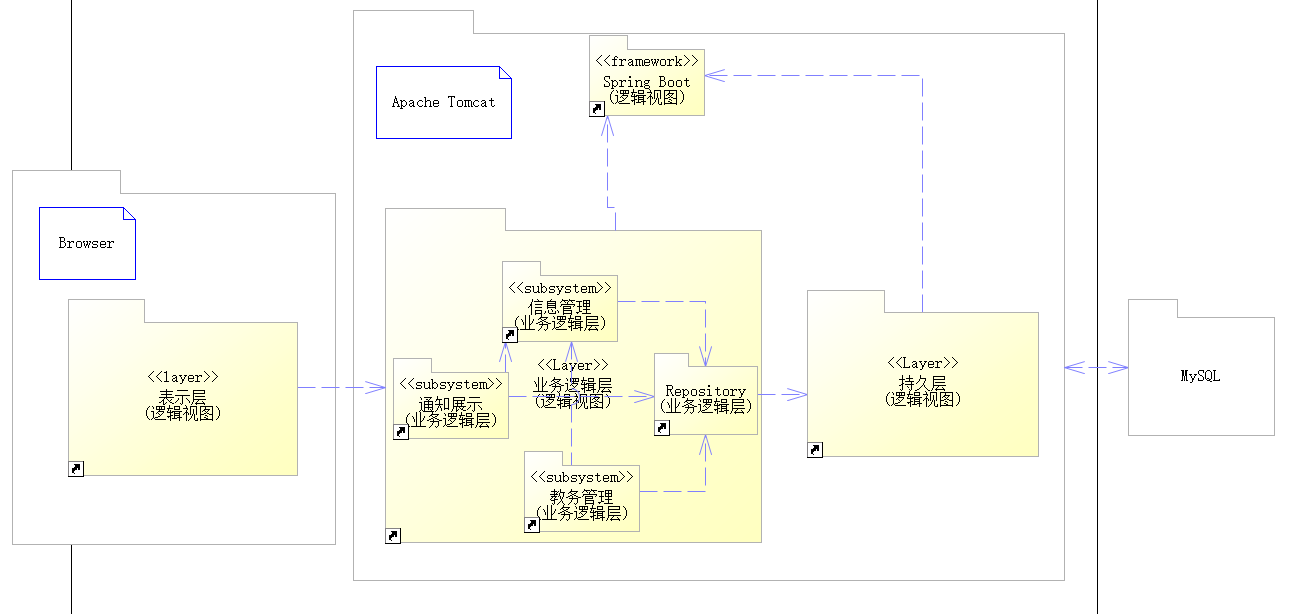 <<framework>>
Spring Boot
(逻辑视图)
Apache Tomcat
Browser
<<layer>>
表示层
(逻辑视图)
<<subsystem>>
信息管理
(业务逻辑层)
<<subsystem>>
通知展示
(业务逻辑层)
<<Layer>>
业务逻辑层
(逻辑视图)
Repository
(业务逻辑层)
<<subsystem>>
教务管理
(业务逻辑层)
<<Layer>>
持久层
(逻辑视图)
MySQL